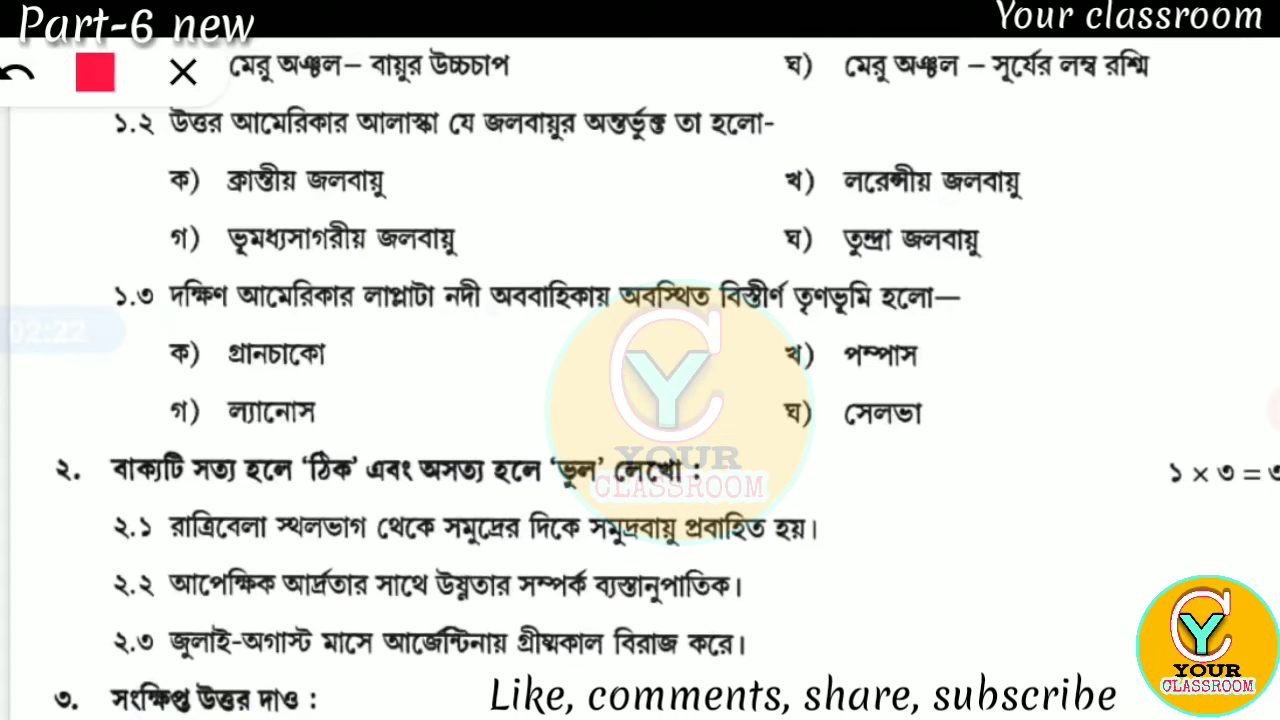 Part-6 new
Your classroom
মেরু অঞ্চল – বায়ুর উচ্চচাপ
ঘ) মেরু অঞ্চল – সূর্যের লম্ব রশ্মি
১.২ উত্তর আমেরিকার আলাস্কা যে জলবায়ুর অন্তর্ভুক্ত তা হলো-
ক) ক্রান্তীয় জলবায়ু
খ) লরেন্সীয় জলবায়ু
গ) ভূমধ্যসাগরীয় জলবায়ু
ঘ) তুন্দ্রা জলবায়ু
১.৩ দক্ষিণ আমেরিকার লাপ্লাটা নদী অববাহিকায় অবস্থিত বিস্তীর্ণ তৃণভূমি হলো—
02:22
ক) গ্রানচাকো
খ) পম্পাস
গ) ল্যানোস
ঘ) সেলভা
YOUR
CLASSROOM
২. বাক্যটি সত্য হলে ‘ঠিক’ এবং অসত্য হলে ‘ভুল’ লেখো :
১ × ৩ = ৩
২.১ রাত্রিবেলা স্থলভাগ থেকে সমুদ্রের দিকে সমুদ্রবায়ু প্রবাহিত হয়।
২.২ আপেক্ষিক আর্দ্রতার সাথে উষ্ণতার সম্পর্ক ব্যস্তানুপাতিক।
২.৩ জুলাই-অগাস্ট মাসে আর্জেন্টিনায় গ্রীষ্মকাল বিরাজ করে।
৩. সংক্ষিপ্ত উত্তর দাও :
Like, comments, share, subscribe
YOUR
CLASSROOM